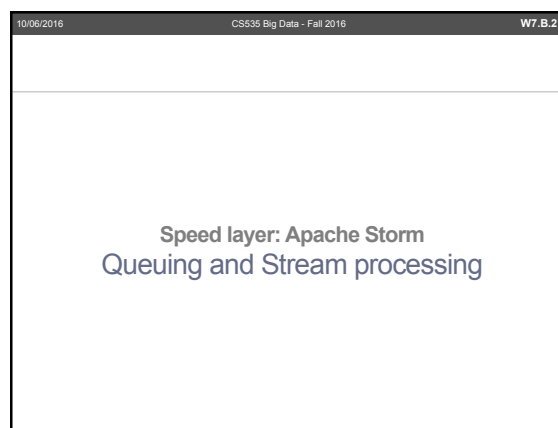 10/06/2016 CS535 Big Data - Fall 2016 W7.B.2
Speed layer: Apache Storm
Queuing and Stream processing